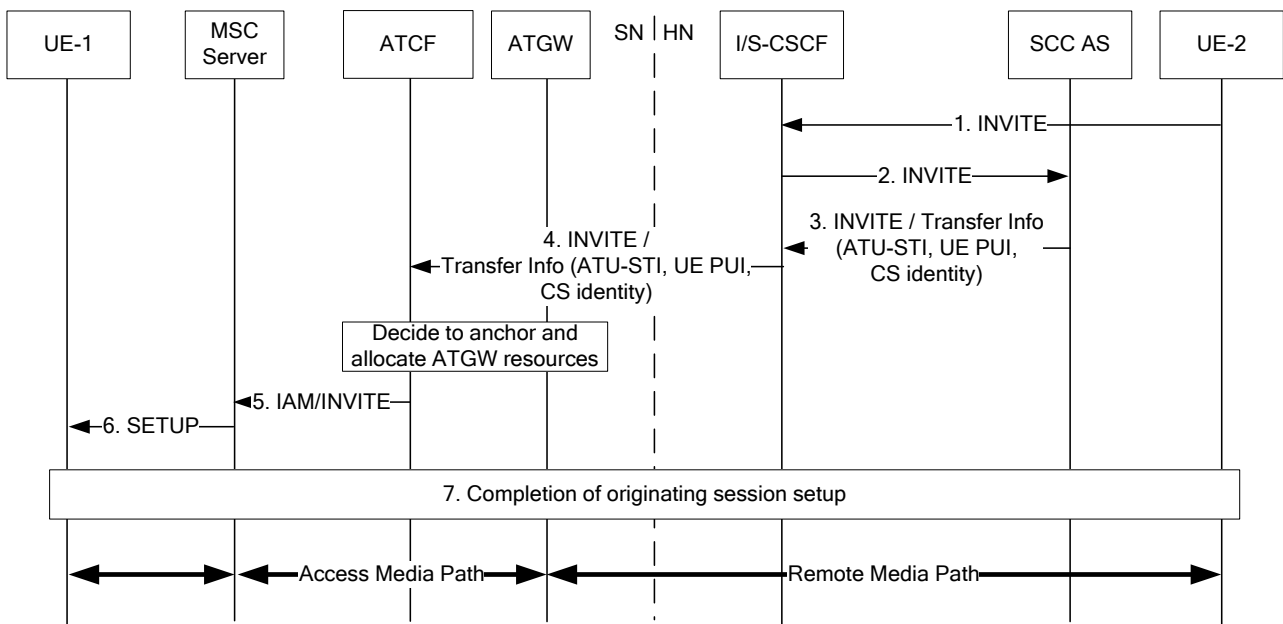 UE-1
MSC
Server
ATCF
ATGW
SN
HN
I/S-CSCF
SCC AS
UE-2
1. INVITE
2. INVITE
3. INVITE / Transfer Info
(ATU-STI, UE PUI,
CS identity)
4. INVITE /
Transfer Info (ATU-STI, UE PUI,
CS identity)
Decide to anchor and
allocate ATGW resources
5. IAM/INVITE
6. SETUP
7. Completion of originating session setup
Access Media Path
Remote Media Path